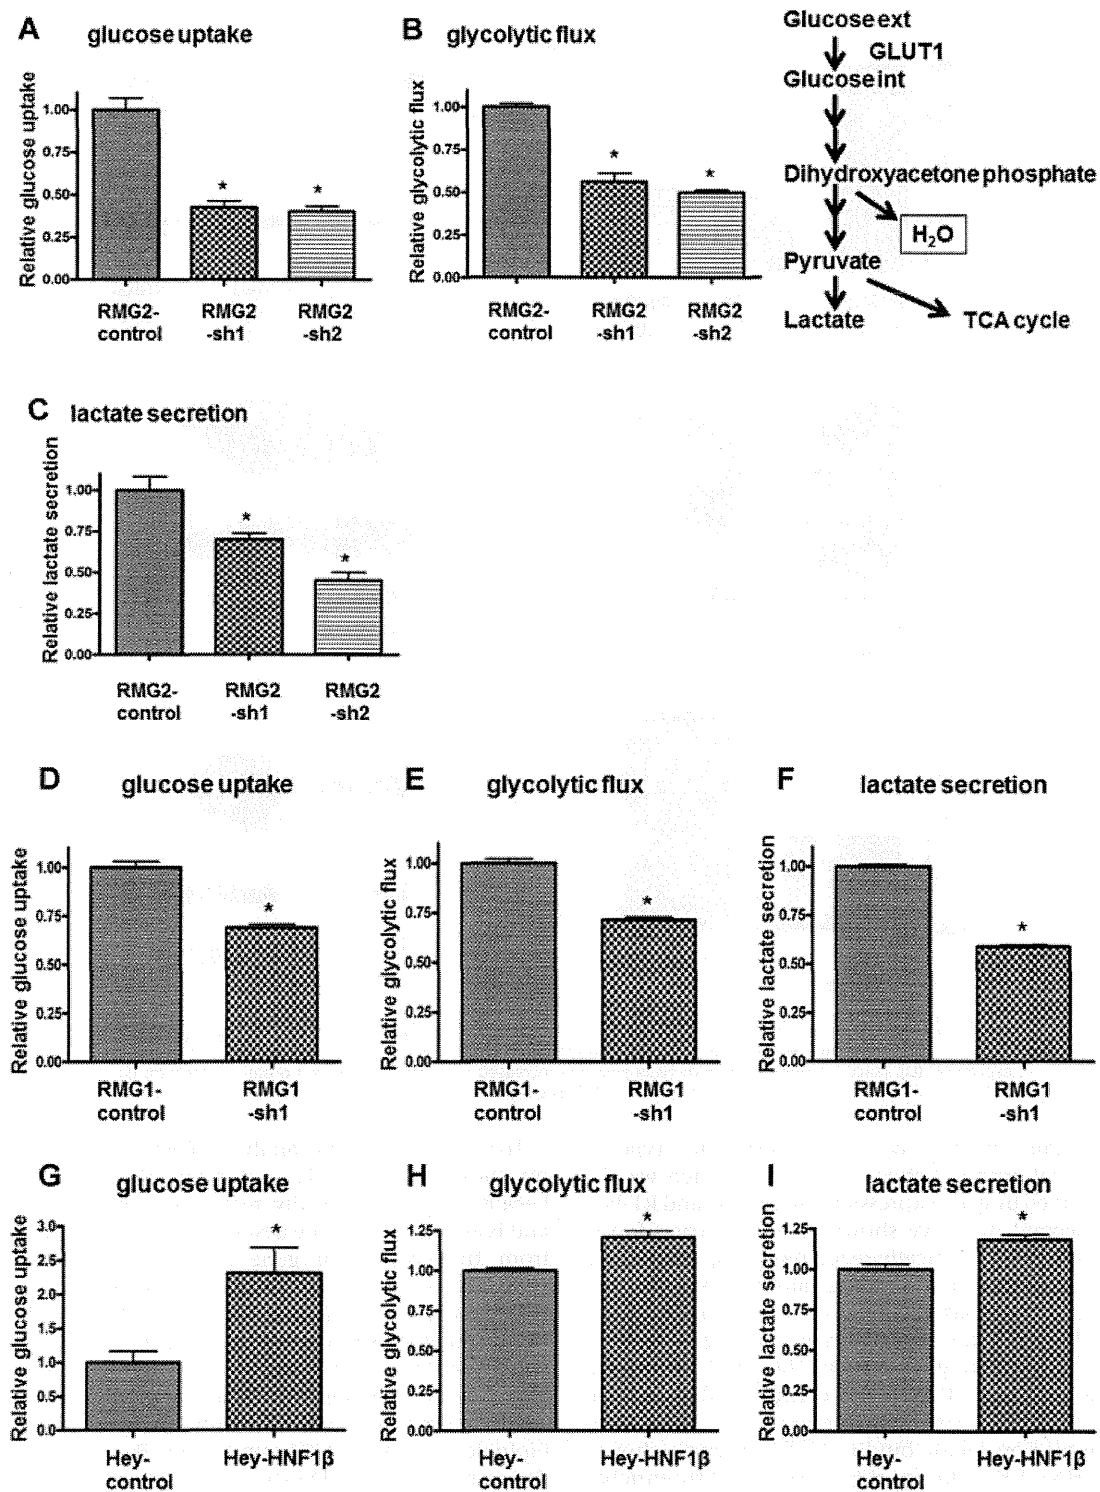 A glucose uptake
Relative glucose uptake
1.00
0.75
0.50
0.25
0.00
*
*
RMG2-control
RMG2-sh1
RMG2-sh2
B glycolytic flux
Relative glycolytic flux
1.00
0.75
0.50
0.25
0.00
*
*
RMG2-control
RMG2-sh1
RMG2-sh2
Glucose ext
GLUT1
Glucose int
Dihydroxyacetone phosphate
H₂O
Pyruvate
Lactate
TCA cycle
C lactate secretion
Relative lactate secretion
1.00
0.75
0.50
0.25
0.00
*
*
RMG2-control
RMG2-sh1
RMG2-sh2
D glucose uptake
Relative glucose uptake
1.00
0.75
0.50
0.25
0.00
*
RMG1-control
RMG1-sh1
E glycolytic flux
Relative glycolytic flux
1.00
0.75
0.50
0.25
0.00
*
RMG1-control
RMG1-sh1
F lactate secretion
Relative lactate secretion
1.00
0.75
0.50
0.25
0.00
*
RMG1-control
RMG1-sh1
G glucose uptake
Relative glucose uptake
3.0
2.5
2.0
1.5
1.0
0.5
0.0
*
Hey-control
Hey-HNF1β
H glycolytic flux
Relative glycolytic flux
1.25
1.00
0.75
0.50
0.25
0.00
*
Hey-control
Hey-HNF1β
I lactate secretion
Relative lactate secretion
1.25
1.00
0.75
0.50
0.25
0.00
*
Hey-control
Hey-HNF1β